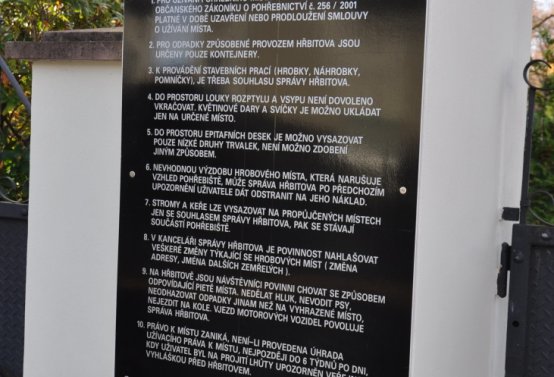 OBČANSKÉHO ZÁKONÍKU O POHŘEBNICTVÍ č. 256 / 2001
PLATNÉ V DOBĚ UZAVŘENÍ NEBO PRODLOUŽENÍ SMLOUVY
O UŽÍVÁNÍ MÍSTA.
2. PRO ODPADKY ZPŮSOBENÉ PROVOZEM HŘBITOVA JSOU
URČENY POUZE KONTEJNERY.
3. K PROVÁDĚNÍ STAVEBNÍCH PRACÍ (HROBKY, NÁHROBKY,
POMNÍČKY), JE TŘEBA SOUHLASU SPRÁVY HŘBITOVA.
4. DO PROSTORU LOUKY ROZPTYLU A VSYPU NENÍ DOVOLENO
VKRAČOVAT. KVĚTINOVÉ DARY A SVÍČKY JE MOŽNO UKLÁDAT
JEN NA URČENÉ MÍSTO.
5. DO PROSTORU EPITAFNÍCH DESEK JE MOŽNO VYSAZOVAT
POUZE NÍZKÉ DRUHY TRVALEK, NENÍ MOŽNO ZDOBENÍ
JINÝM ZPŮSOBEM.
6. NEVHODNOU VÝZDOBU HROBOVÉHO MÍSTA, KTERÁ NARUŠUJE
VZHLED POHŘEBIŠTĚ, MŮŽE SPRÁVA HŘBITOVA PO PŘEDCHOZÍM
UPOZORNĚNÍ UŽIVATELE DÁT ODSTRANIT NA JEHO NÁKLAD.
7. STROMY A KEŘE LZE VYSAZOVAT NA PROPŮJČENÝCH MÍSTECH
JEN SE SOUHLASEM SPRÁVY HŘBITOVA, PAK SE STÁVAJÍ
SOUČÁSTÍ POHŘEBIŠTĚ.
8. V KANCELÁŘI SPRÁVY HŘBITOVA JE POVINNOST NAHLAŠOVAT
VEŠKERÉ ZMĚNY TÝKAJÍCÍ SE HROBOVÝCH MÍST ( ZMĚNA
ADRESY, JMÉNA DALŠÍCH ZEMŘELÝCH ).
9. NA HŘBITOVĚ JSOU NÁVŠTĚVNÍCI POVINNI CHOVAT SE ZPŮSOBEM
ODPOVÍDAJÍCÍ PIETĚ MÍSTA. NEDĚLAT HLUK, NEVODIT PSY,
NEODHAZOVAT ODPADKY JINAM NEŽ NA VYHRAZENÉ MÍSTO,
NEJEZDIT NA KOLE. VJEZD MOTOROVÝCH VOZIDEL POVOLUJE
SPRÁVA HŘBITOVA.
10. PRÁVO K MÍSTU ZANIKÁ, NENÍ-LI PROVEDENA ÚHRADA
UŽÍVACÍHO PRÁVA K MÍSTU, NEJPOZDĚJI DO 6 TÝDNŮ PO DNI,
KDY UŽIVATEL BYL NA PROJITÍ LHŮTY UPOZORNĚN
VYHLÁŠKOU PŘED HŘBITOVEM.